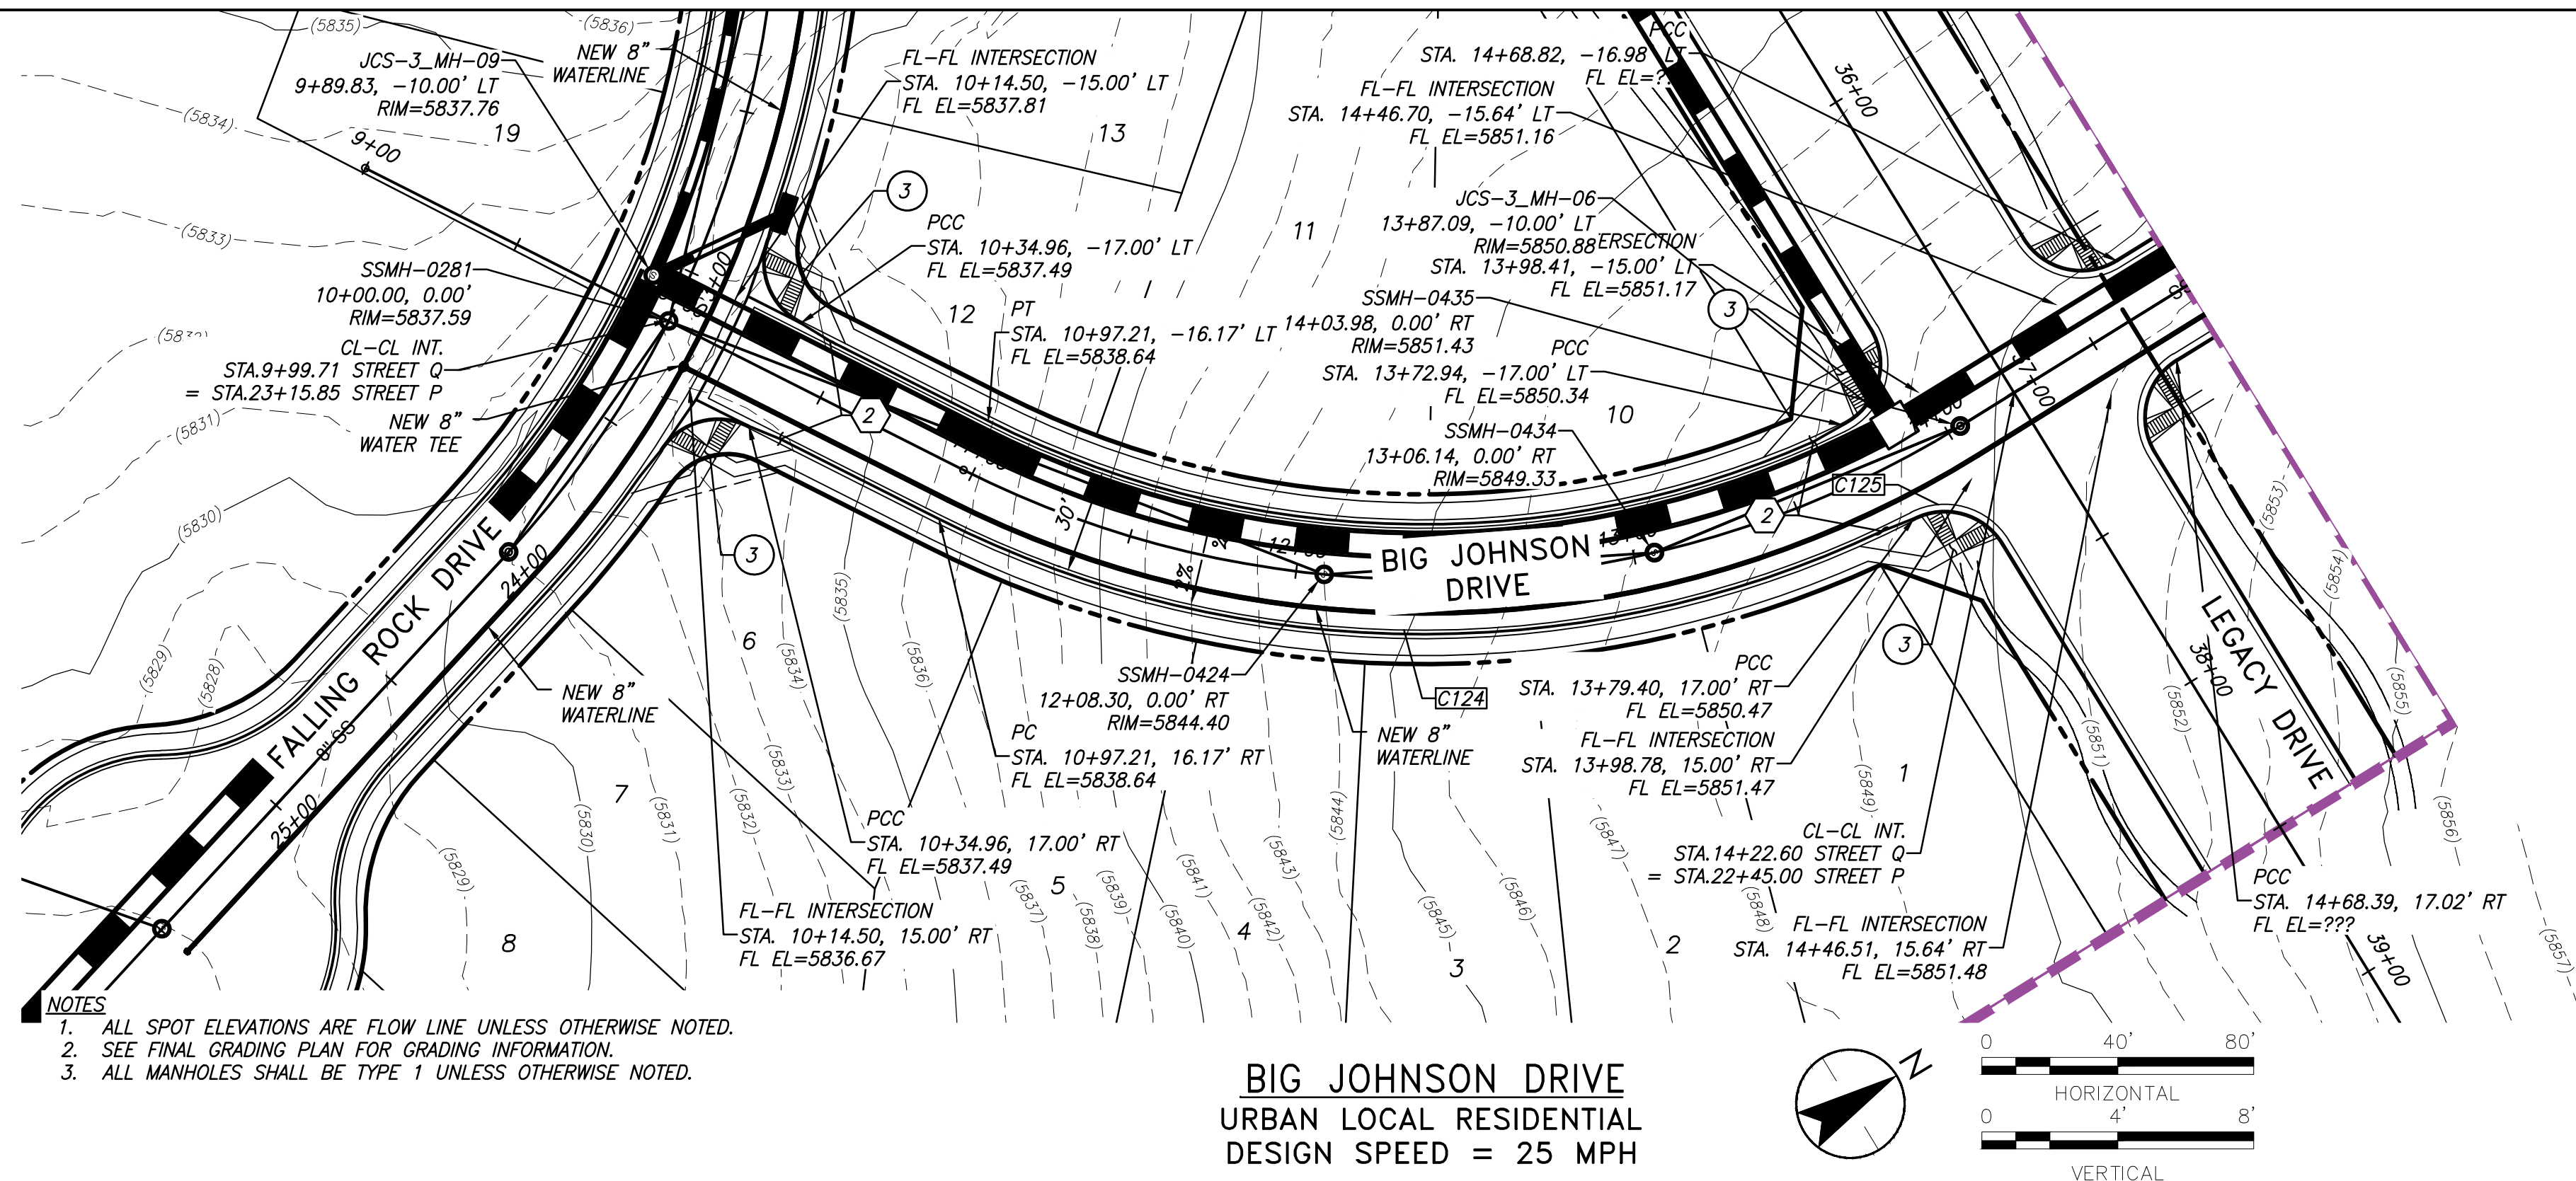 (5835)
(5836)
JCS-3_MH-09
9+89.83, -10.00' LT
RIM=5837.76
NEW 8"
WATERLINE
FL-FL INTERSECTION
STA. 10+14.50, -15.00' LT
FL EL=5837.81
PCC
STA. 14+68.82, -16.98' LT
FL EL=??
FL-FL INTERSECTION
STA. 14+46.70, -15.64' LT
FL EL=5851.16
36+00
(5834)
19
13
9+00
3
PCC
STA. 10+34.96, -17.00' LT
FL EL=5837.49
11
JCS-3_MH-06
13+87.09, -10.00' LT
RIM=5850.88
ERSECTION
STA. 13+98.41, -15.00' LT
FL EL=5851.17
(5833)
SSMH-0281
10+00.00, 0.00'
RIM=5837.59
12
PT
STA. 10+97.21, -16.17' LT
FL EL=5838.64
SSMH-0435
14+03.98, 0.00' RT
RIM=5851.43
3
CL-CL INT.
STA.9+99.71 STREET Q
= STA.23+15.85 STREET P
PCC
STA. 13+72.94, -17.00' LT
FL EL=5850.34
37+00
NEW 8"
WATER TEE
(5831)
2
10
SSMH-0434
13+06.14, 0.00' RT
RIM=5849.33
C125
2
(5830)
30'
2%
BIG JOHNSON
DRIVE
3
(5853)
(5854)
24+00
FALLING ROCK DRIVE
(5835)
6
(5834)
(5836)
(5829)
(5828)
3
LEGACY DRIVE
38+00
(5855)
NEW 8"
WATERLINE
8" SS
25+00
SSMH-0424
12+08.30, 0.00' RT
RIM=5844.40
C124
NEW 8"
WATERLINE
PCC
STA. 13+79.40, 17.00' RT
FL EL=5850.47
(5852)
(5851)
PC
STA. 10+97.21, 16.17' RT
FL EL=5838.64
FL-FL INTERSECTION
STA. 13+98.78, 15.00' RT
FL EL=5851.47
1
(5849)
(5833)
7
(5830)
(5831)
(5832)
(5844)
(5856)
PCC
STA. 10+34.96, 17.00' RT
FL EL=5837.49
CL-CL INT.
STA.14+22.60 STREET Q
= STA.22+45.00 STREET P
(5829)
5
(5837)
(5838)
(5839)
(5840)
(5841)
(5842)
(5843)
(5845)
(5846)
(5847)
(5848)
PCC
STA. 14+68.39, 17.02' RT
FL EL=???
FL-FL INTERSECTION
STA. 10+14.50, 15.00' RT
FL EL=5836.67
FL-FL INTERSECTION
STA. 14+46.51, 15.64' RT
FL EL=5851.48
8
4
3
2
39+00
(5857)
NOTES
1. ALL SPOT ELEVATIONS ARE FLOW LINE UNLESS OTHERWISE NOTED.
2. SEE FINAL GRADING PLAN FOR GRADING INFORMATION.
3. ALL MANHOLES SHALL BE TYPE 1 UNLESS OTHERWISE NOTED.
BIG JOHNSON DRIVE
URBAN LOCAL RESIDENTIAL
DESIGN SPEED = 25 MPH
N
0 40' 80'
HORIZONTAL
0 4' 8'
VERTICAL